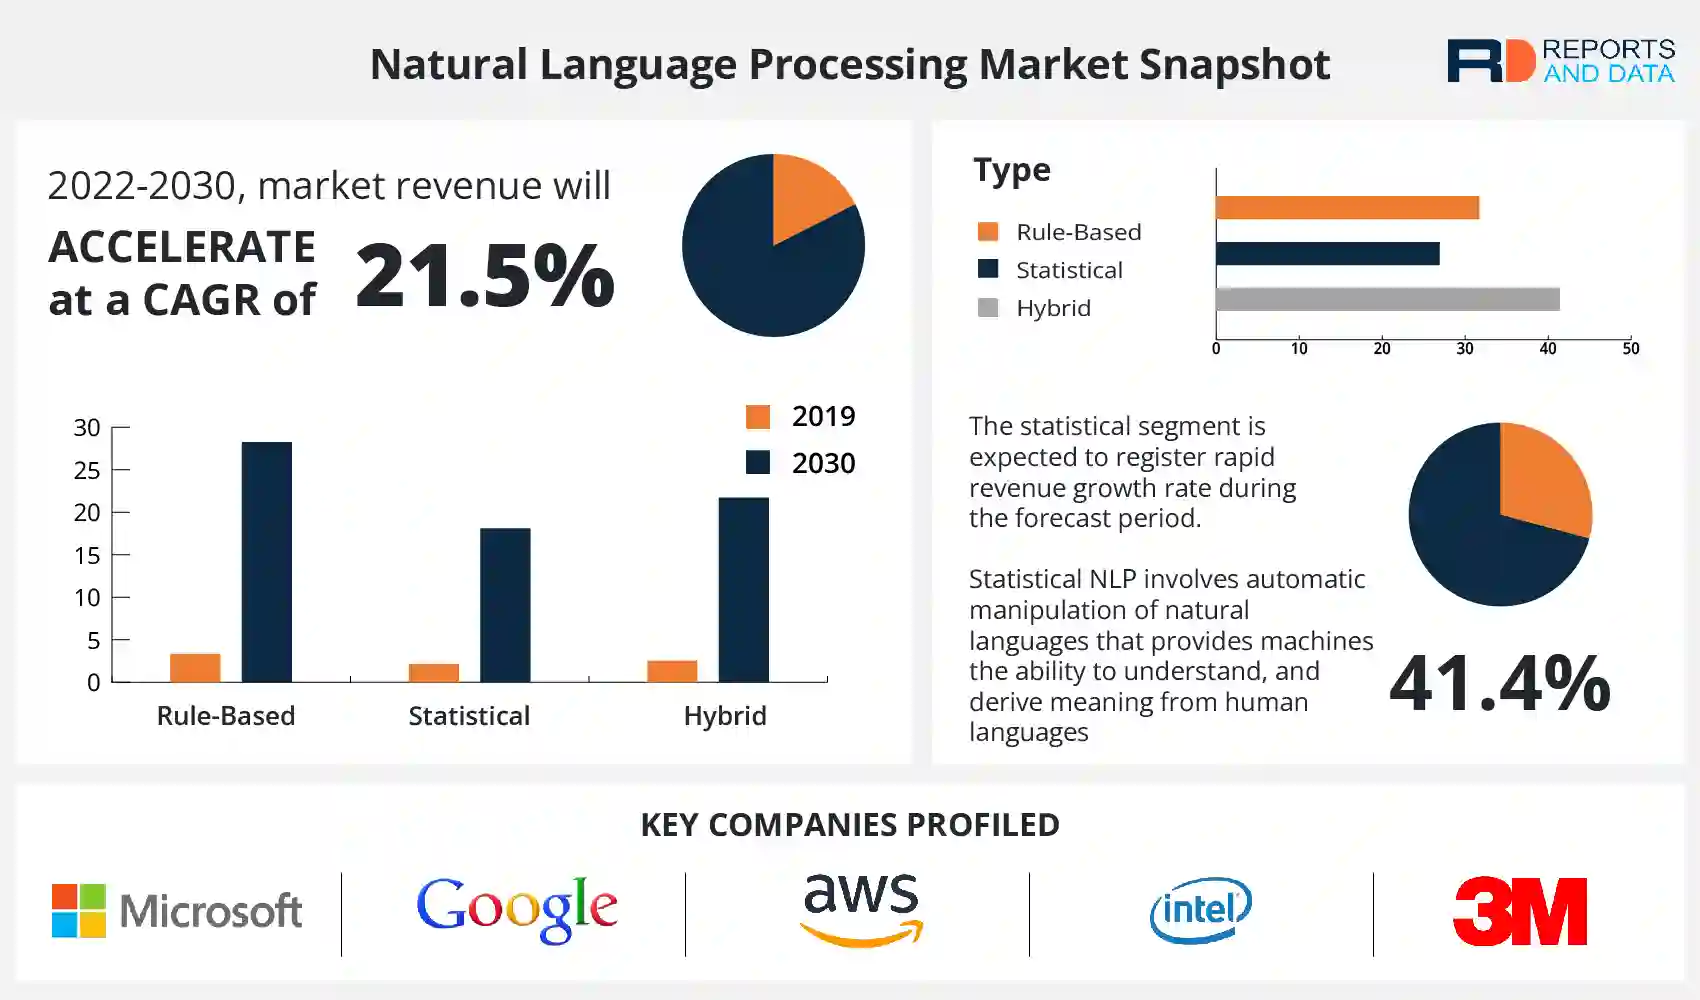 Natural Language Processing Market Snapshot
RD REPORTS
AND DATA
2022-2030, market revenue will
ACCELERATE
at a CAGR of
21.5%
2019
2030
30
25
20
15
10
5
0
Rule-Based Statistical Hybrid
Type
Rule-Based
Statistical
Hybrid
0 10 20 30 40 50
The statistical segment is
expected to register rapid
revenue growth rate during
the forecast period.
Statistical NLP involves automatic
manipulation of natural
languages that provides machines
the ability to understand, and
derive meaning from human
languages
41.4%
KEY COMPANIES PROFILED
Microsoft Google aws intel 3M